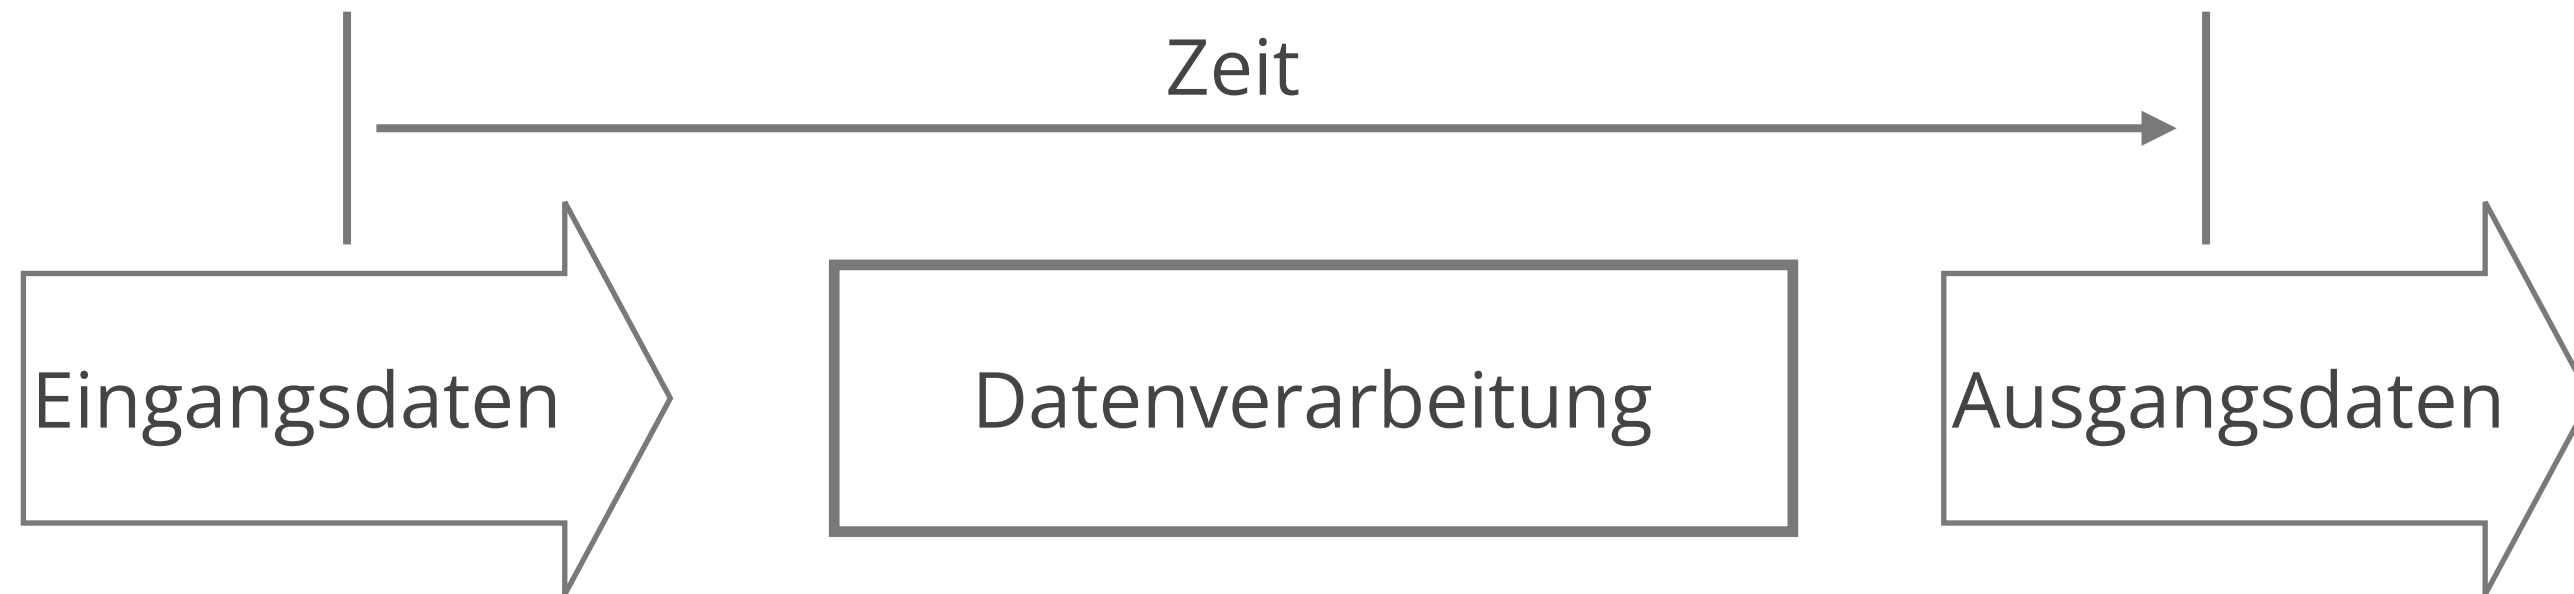 Zeit
Eingangsdaten
Datenverarbeitung
Ausgangsdaten